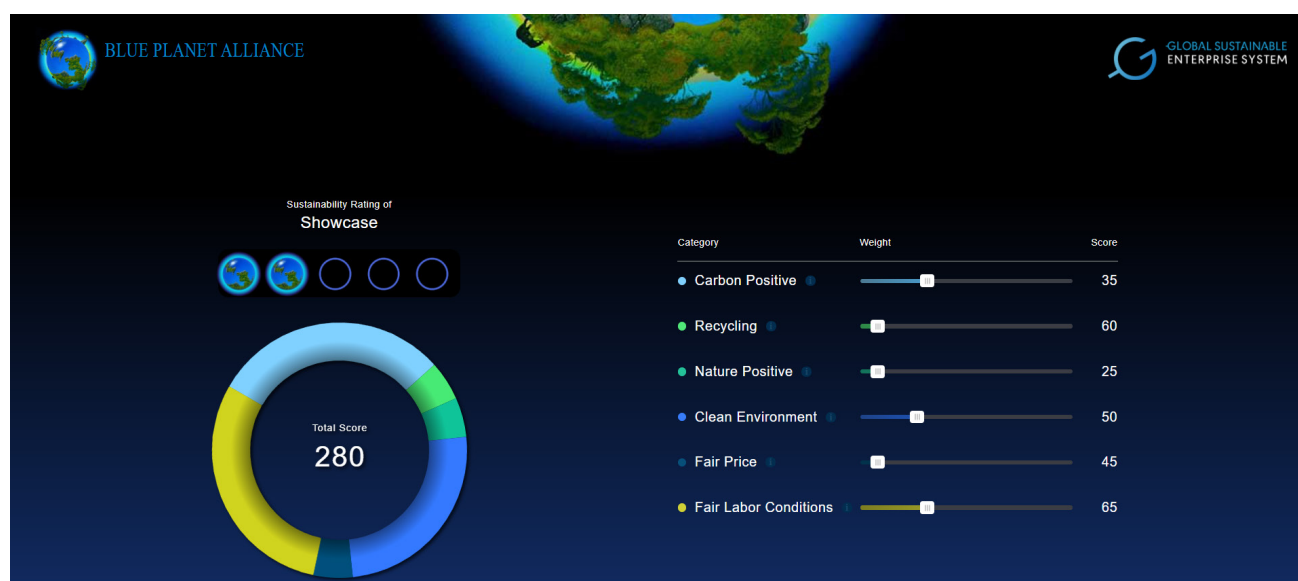 BLUE PLANET ALLIANCE
GLOBAL SUSTAINABLE
ENTERPRISE SYSTEM
Sustainability Rating of
Showcase
Total Score
280
Category Weight Score
Carbon Positive 35
Recycling 60
Nature Positive 25
Clean Environment 50
Fair Price 45
Fair Labor Conditions 65